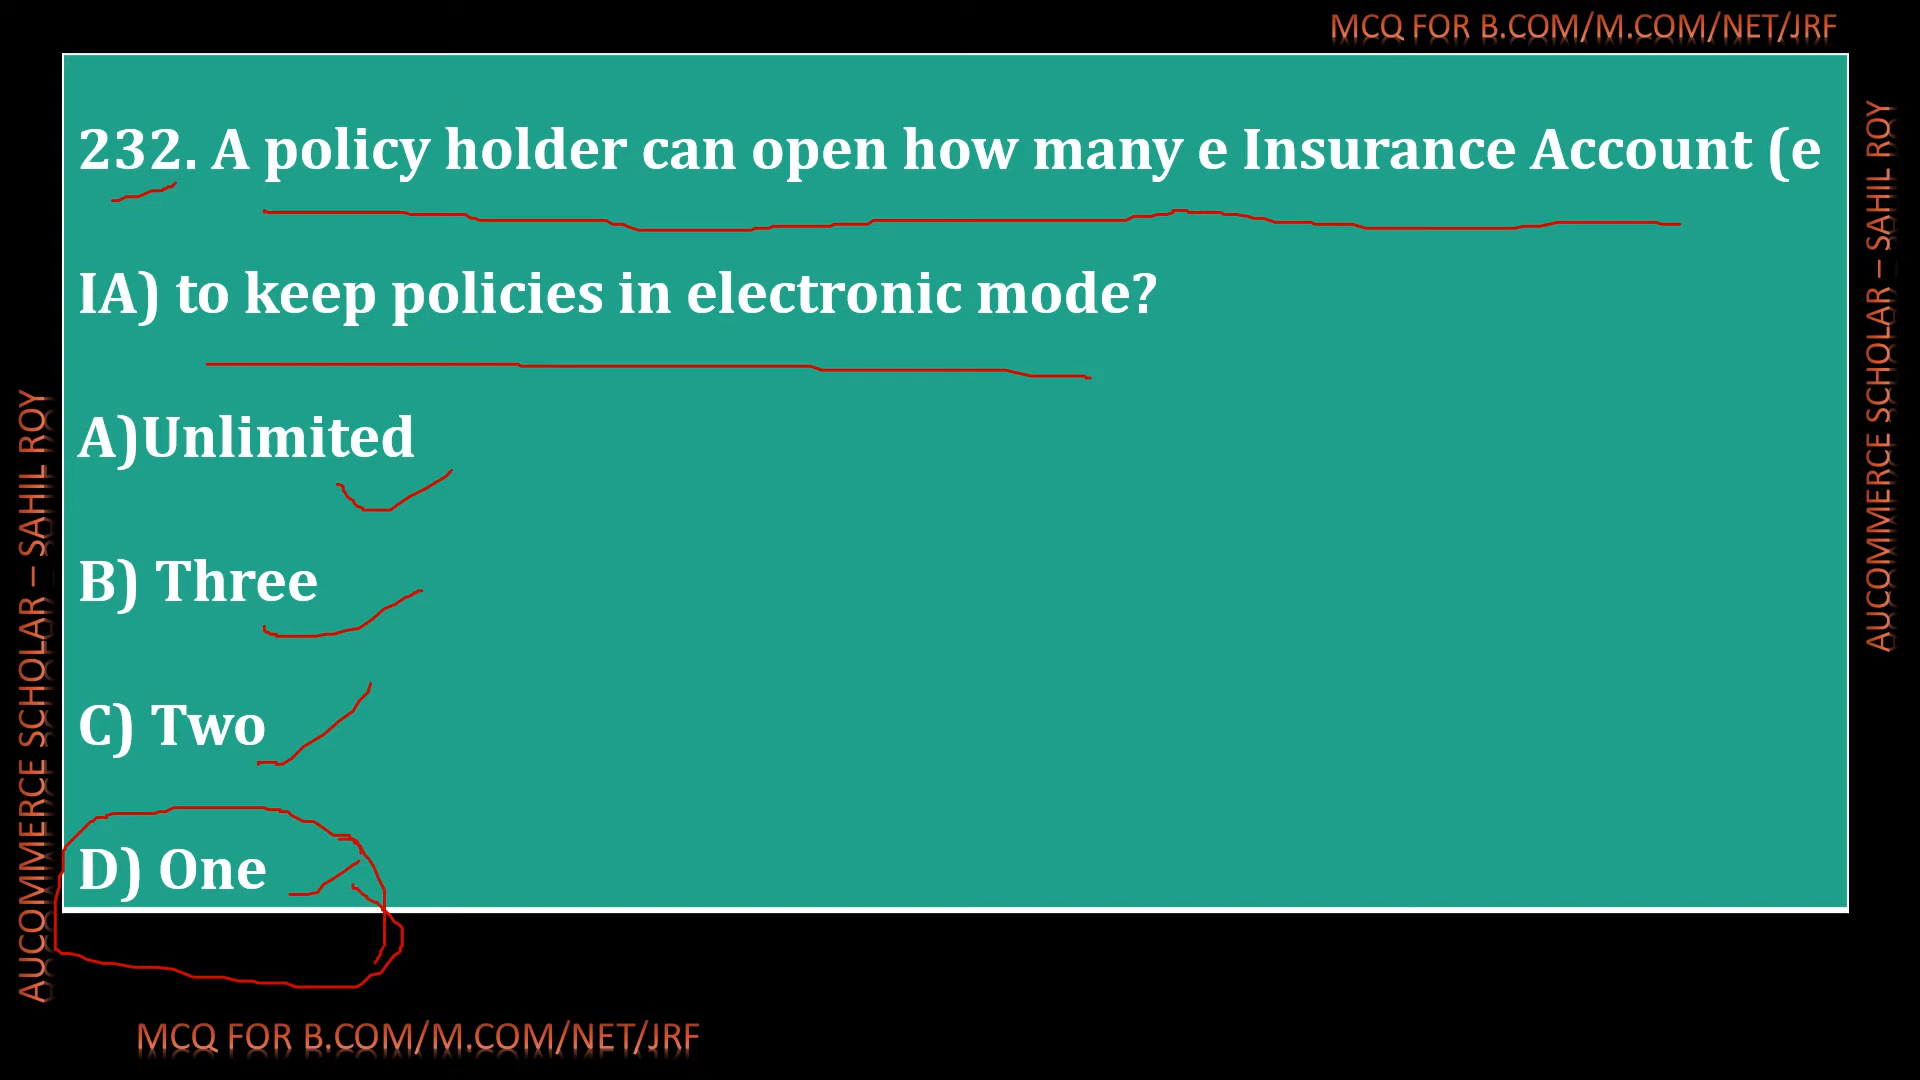 MCQ FOR B.COM/M.COM/NET/JRF
232. A policy holder can open how many e Insurance Account (e
IA) to keep policies in electronic mode?
A)Unlimited
B) Three
C) Two
D) One
AUCOMMERCE SCHOLAR – SAHIL ROY
AUCOMMERCE SCHOLAR – SAHIL ROY
MCQ FOR B.COM/M.COM/NET/JRF